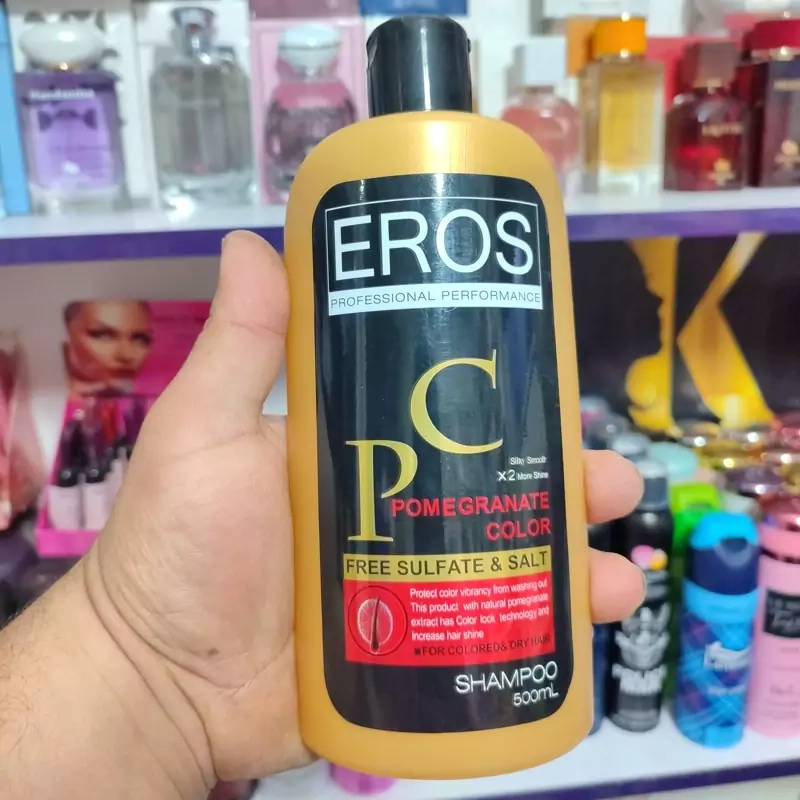 EROS
PROFESSIONAL PERFORMANCE
PC
Silky Smooth
X2 More Shine
POMEGRANATE
COLOR
FREE SULFATE & SALT
Protect color vibrancy from washing out
This product with natural pomegranate
extract has Color lock technology and
Increase hair shine
■FOR COLORED& DRY HAIR
SHAMPOO
500mL